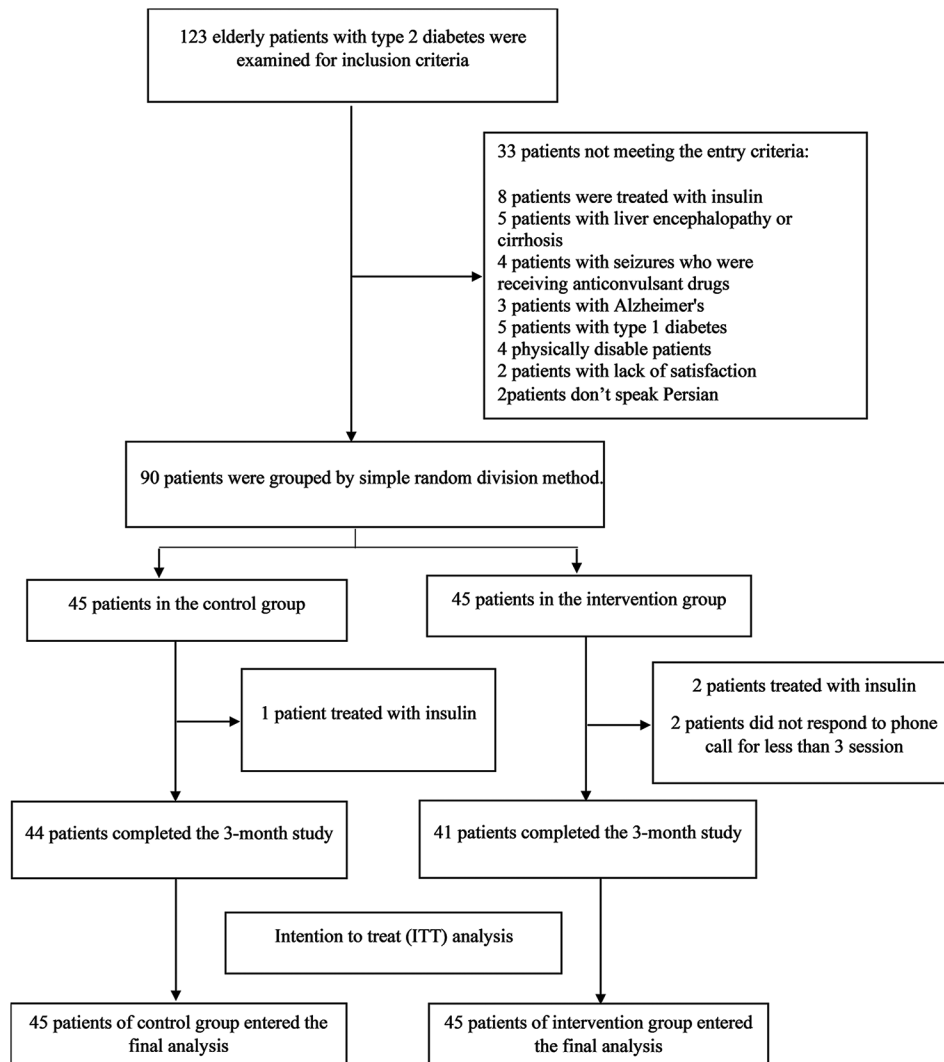 123 elderly patients with type 2 diabetes were
examined for inclusion criteria
33 patients not meeting the entry criteria:
8 patients were treated with insulin
5 patients with liver encephalopathy or
cirrhosis
4 patients with seizures who were
receiving anticonvulsant drugs
3 patients with Alzheimer's
5 patients with type 1 diabetes
4 physically disable patients
2 patients with lack of satisfaction
2patients don’t speak Persian
90 patients were grouped by simple random division method.
45 patients in the control group
45 patients in the intervention group
1 patient treated with insulin
2 patients treated with insulin
2 patients did not respond to phone
call for less than 3 session
44 patients completed the 3-month study
41 patients completed the 3-month study
Intention to treat (ITT) analysis
45 patients of control group entered the
final analysis
45 patients of intervention group entered
the final analysis